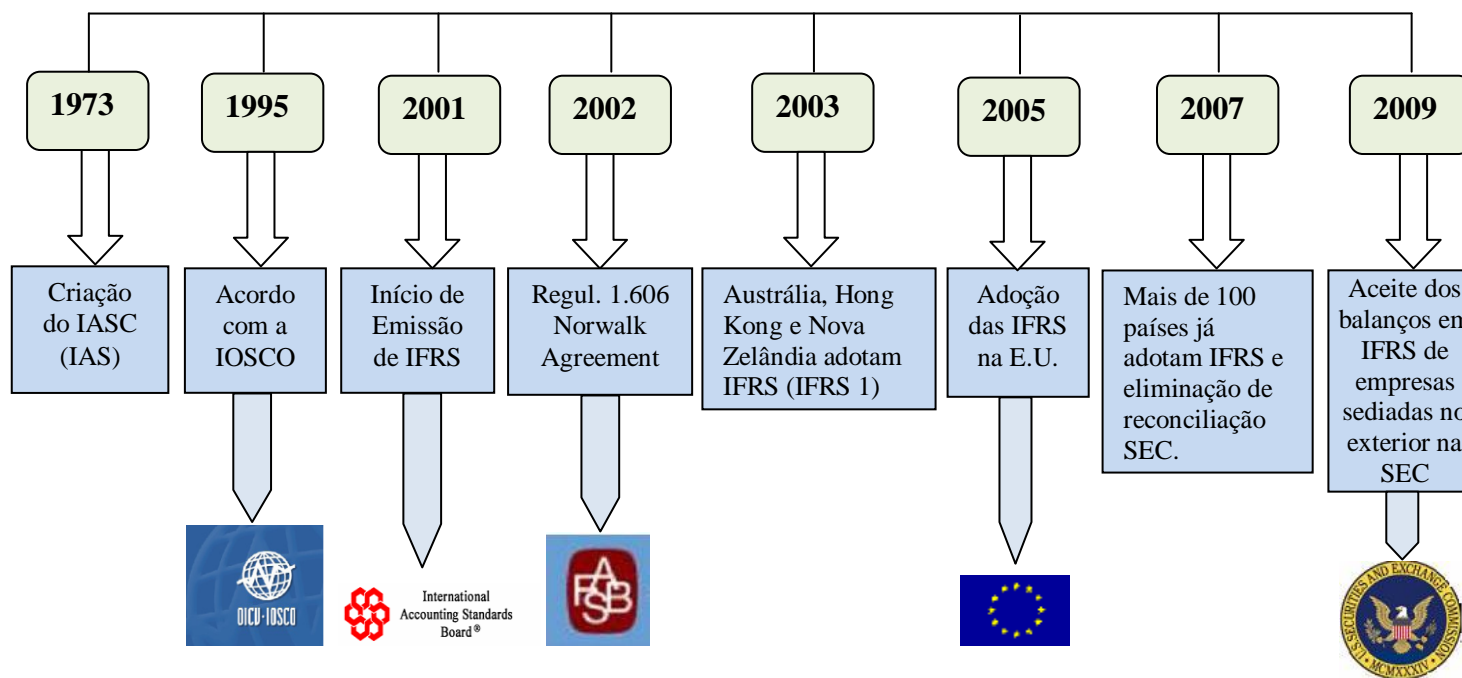 1973
1995
2001
2002
2003
2005
2007
2009
Criação
do IASC
(IAS)
Acordo
com a
IOSCO
Início de
Emissão
de IFRS
Regul. 1.606
Norwalk
Agreement
Austrália, Hong
Kong e Nova
Zelândia adotam
IFRS (IFRS 1)
Adoção
das IFRS
na E.U.
Mais de 100
países já
adotam IFRS e
eliminação de
reconciliação
SEC.
Aceite dos
balanços em
IFRS de
empresas
sediadas no
exterior na
SEC
OICU-IOSCO
International
Accounting Standards
Board®
FASB
U.S. SECURITIES AND EXCHANGE COMMISSION
MCMXXXIV